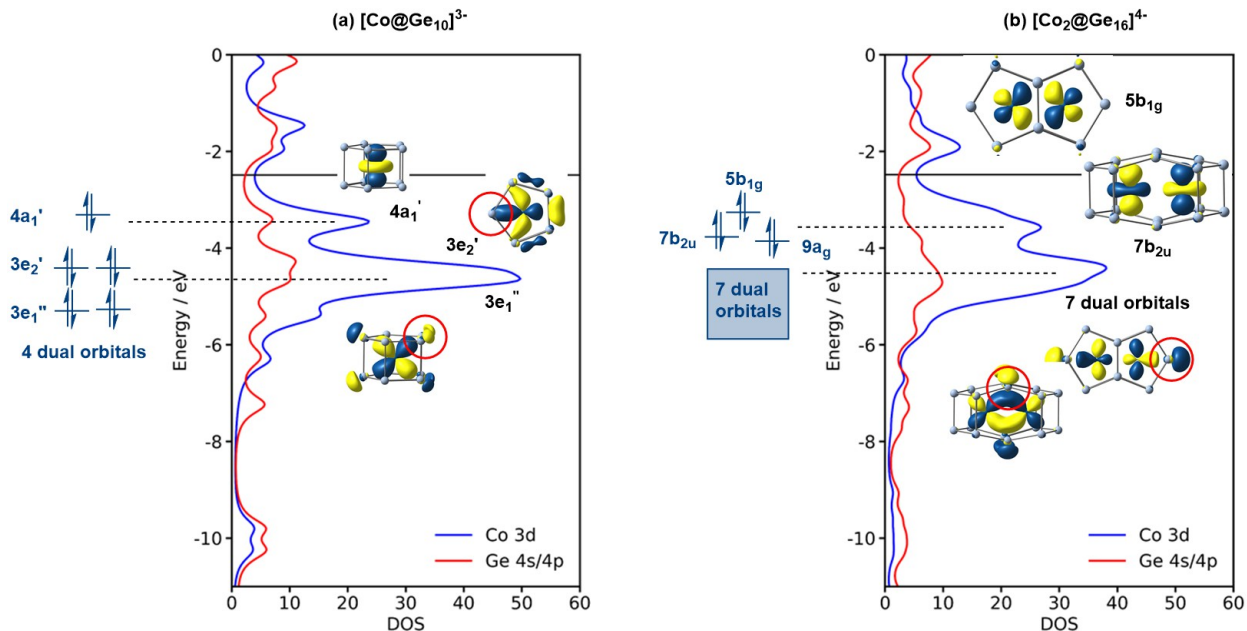 (a) [Co@Ge10]3-
0
-2
-4
-6
-8
-10
Energy / eV
0 10 20 30 40 50 60
DOS
4a1'
3e2'
3e1''
4 dual orbitals
4a1'
3e2'
3e1''
Co 3d
Ge 4s/4p
(b) [Co2@Ge16]4-
0
-2
-4
-6
-8
-10
Energy / eV
0 10 20 30 40 50 60
DOS
5b1g
7b2u
9ag
7 dual
orbitals
5b1g
7b2u
7 dual orbitals
Co 3d
Ge 4s/4p